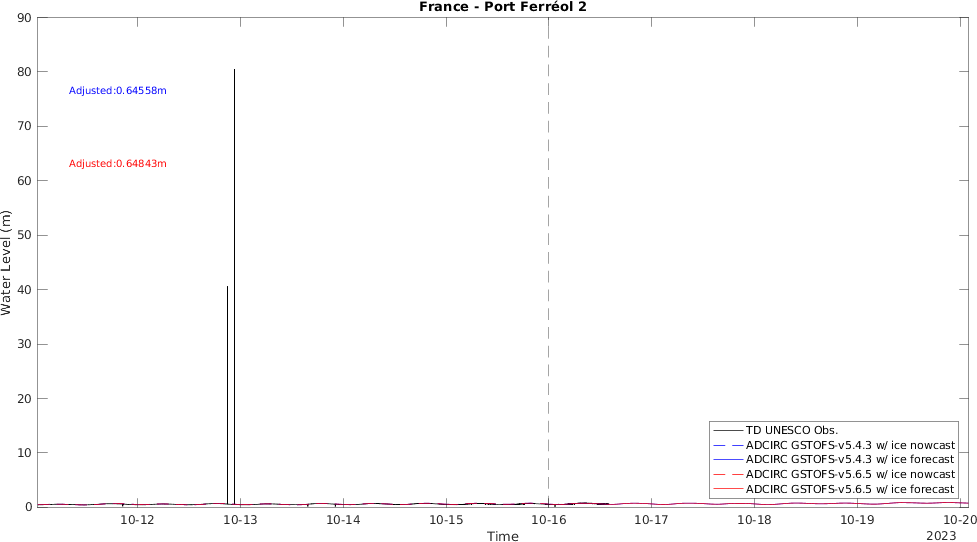 France - Port Ferréol 2
90
80
70
60
50
40
30
20
10
0
Water Level (m)
Adjusted:0.64558m
Adjusted:0.64843m
TD UNESCO Obs.
ADCIRC GSTOFS-v5.4.3 w/ ice nowcast
ADCIRC GSTOFS-v5.4.3 w/ ice forecast
ADCIRC GSTOFS-v5.6.5 w/ ice nowcast
ADCIRC GSTOFS-v5.6.5 w/ ice forecast
10-12 10-13 10-14 10-15 10-16 10-17 10-18 10-19 10-20
Time
2023